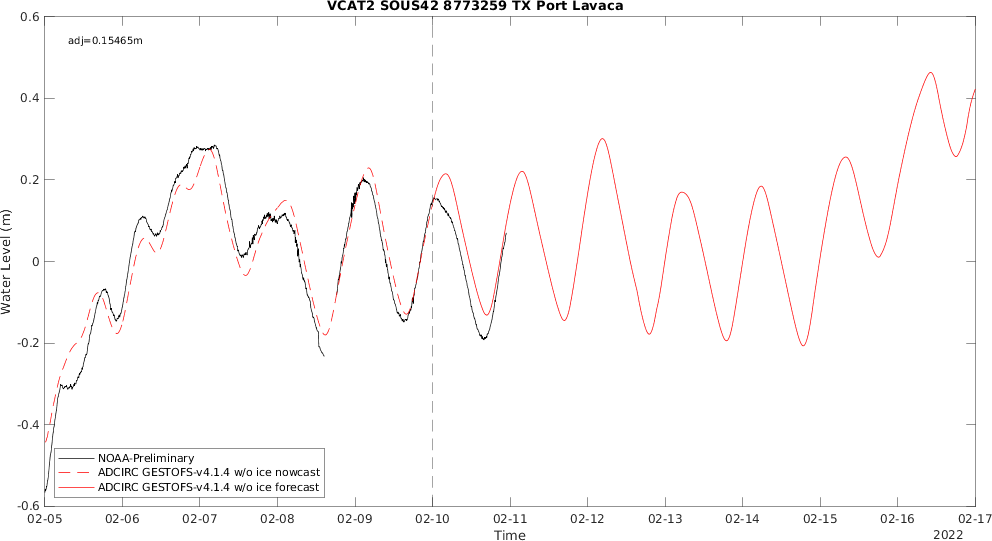 VCAT2 SOUS42 8773259 TX Port Lavaca
adj=0.15465m
0.6
0.4
0.2
0
-0.2
-0.4
-0.6
Water Level (m)
NOAA-Preliminary
ADCIRC GESTOFS-v4.1.4 w/o ice nowcast
ADCIRC GESTOFS-v4.1.4 w/o ice forecast
02-05 02-06 02-07 02-08 02-09 02-10 02-11 02-12 02-13 02-14 02-15 02-16 02-17
Time
2022